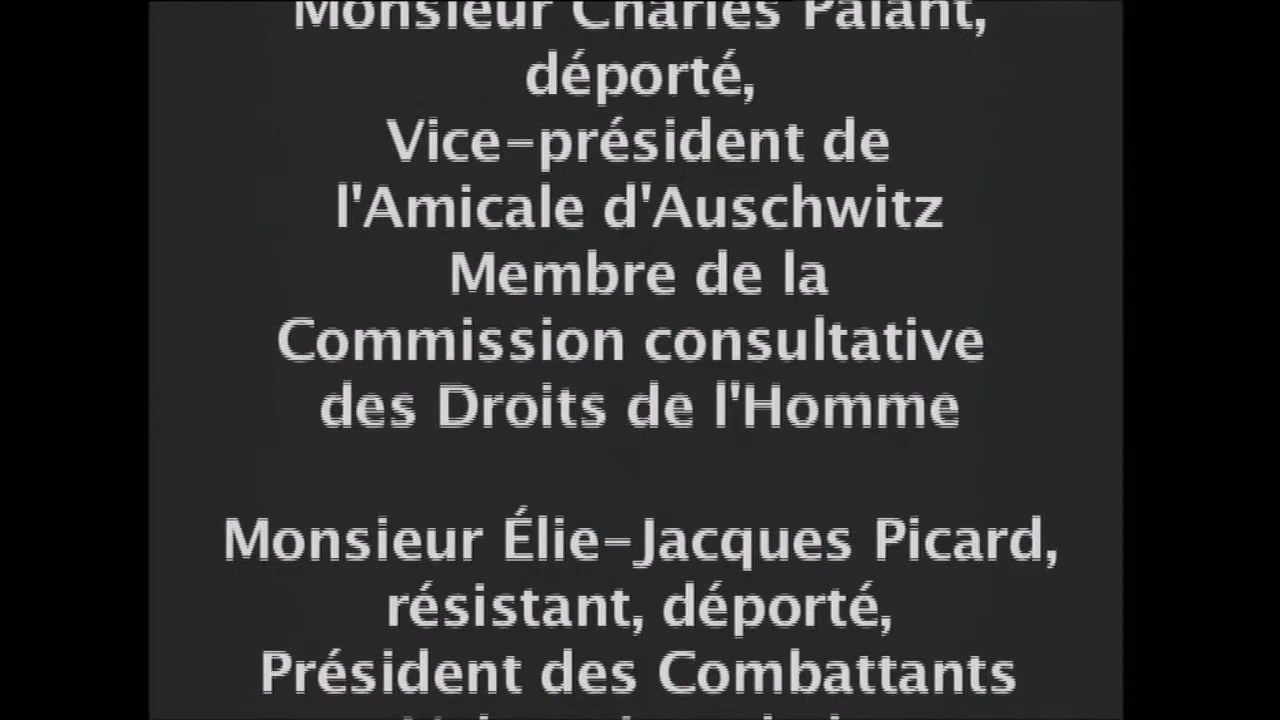 Monsieur Charles Palant,
déporté,
Vice-président de
l'Amicale d'Auschwitz
Membre de la
Commission consultative
des Droits de l'Homme
Monsieur Élie-Jacques Picard,
résistant, déporté,
Président des Combattants